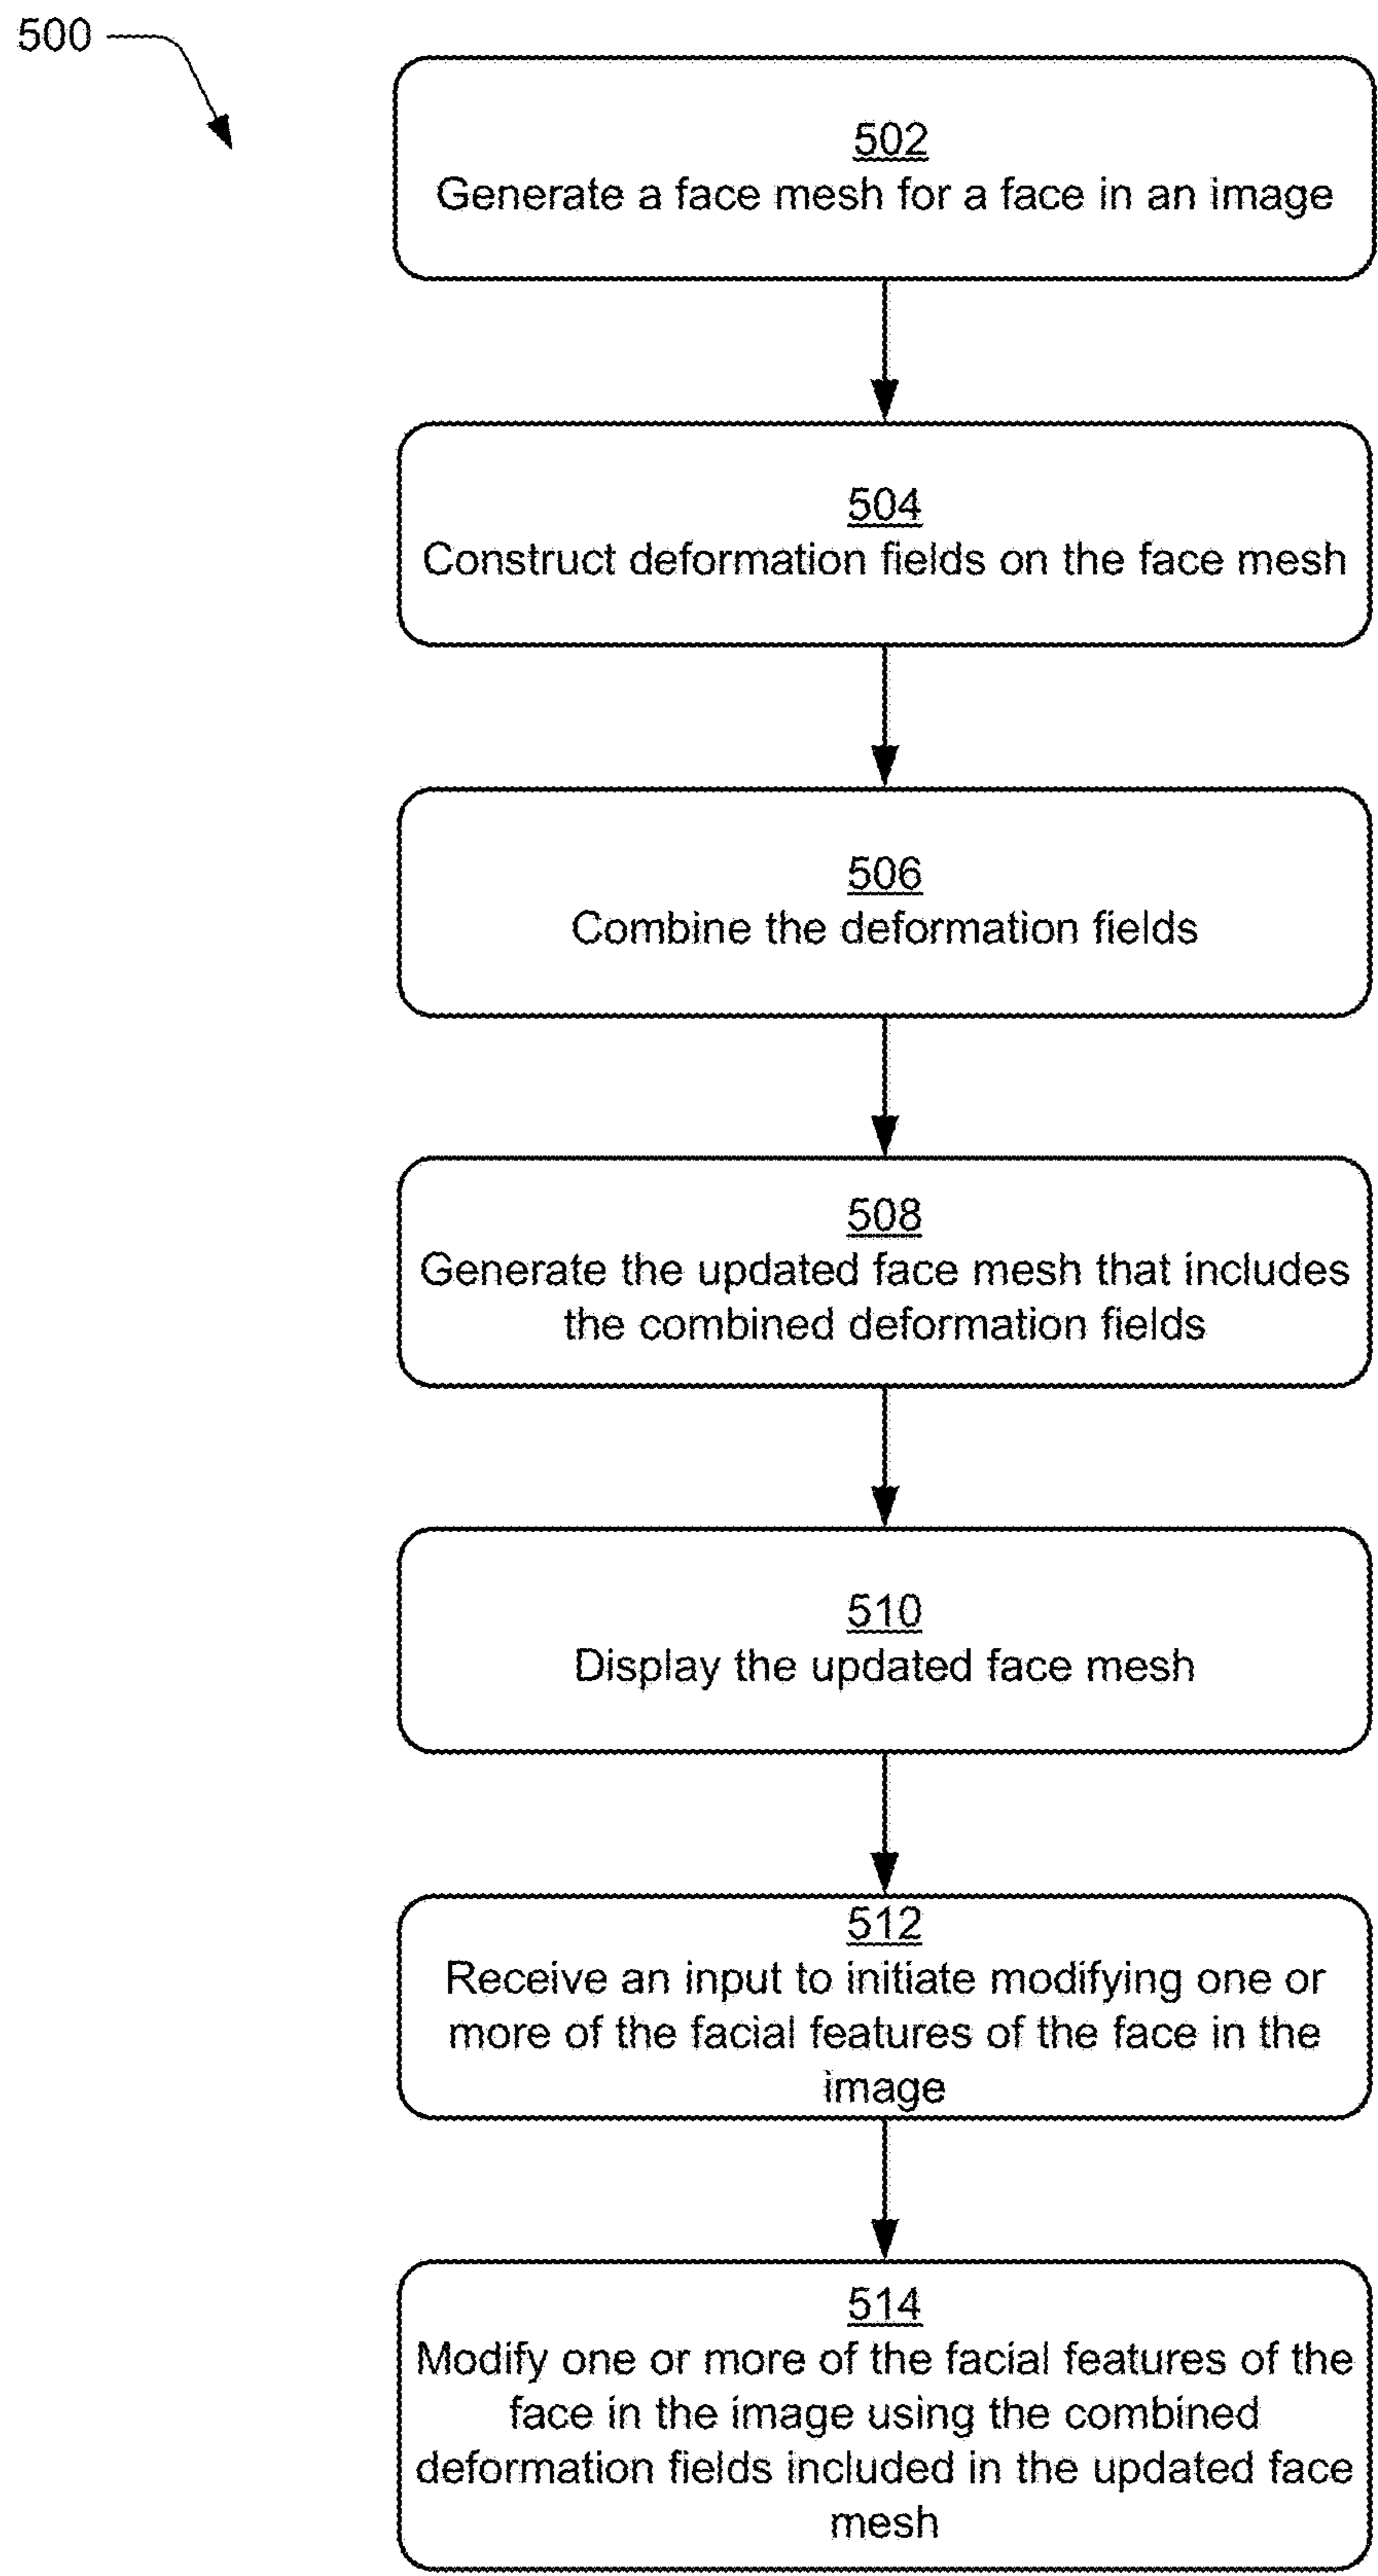 500
502
Generate a face mesh for a face in an image
504
Construct deformation fields on the face mesh
506
Combine the deformation fields
508
Generate the updated face mesh that includes
the combined deformation fields
510
Display the updated face mesh
512
Receive an input to initiate modifying one or
more of the facial features of the face in the
image
514
Modify one or more of the facial features of the
face in the image using the combined
deformation fields included in the updated face
mesh